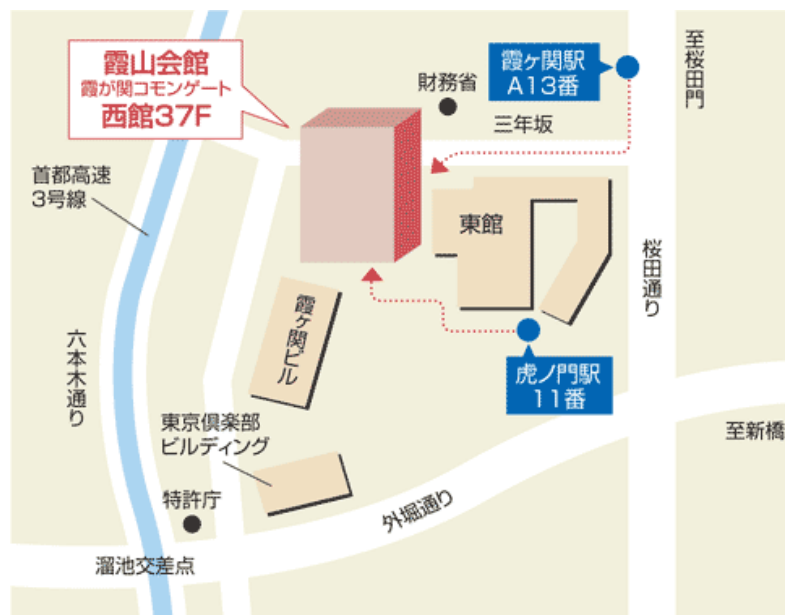 霞山会館
霞が関コモンゲート
西館37F
霞ヶ関駅
A13番
至桜田門
財務省
三年坂
首都高速
3号線
東館
桜田通り
霞ヶ関ビル
六本木通り
虎ノ門駅
11番
東京倶楽部
ビルディング
至新橋
特許庁
外堀通り
溜池交差点